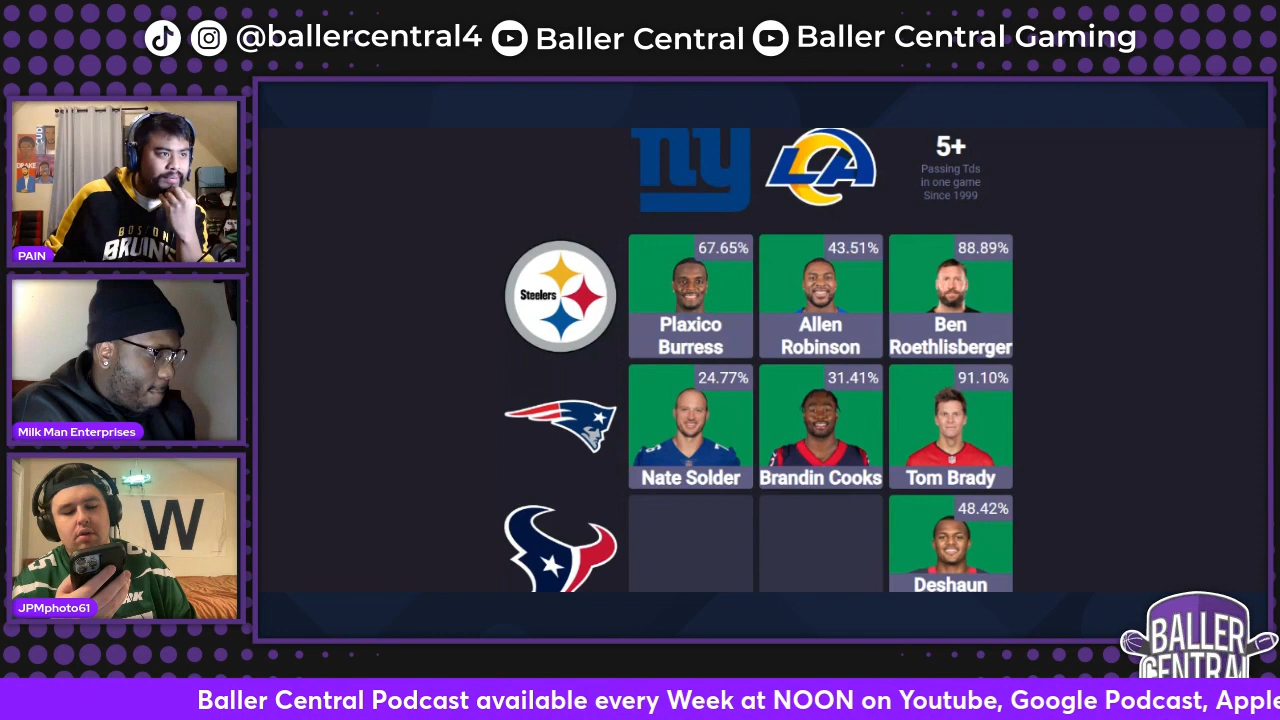 @ballercentral4 Baller Central Baller Central Gaming
ny
LA
5+
Passing Tds
in one game
Since 1999
Steelers
67.65%
43.51%
88.89%
Plaxico
Burress
Allen
Robinson
Ben
Roethlisberger
24.77%
31.41%
91.10%
Nate Solder
Brandin Cooks
Tom Brady
48.42%
Deshaun
BOSTON
BRUINS
PAIN
Milk Man Enterprises
W
JPMphoto61
BALLER
CENTRAL
Baller Central Podcast available every Week at NOON on Youtube, Google Podcast, Apple